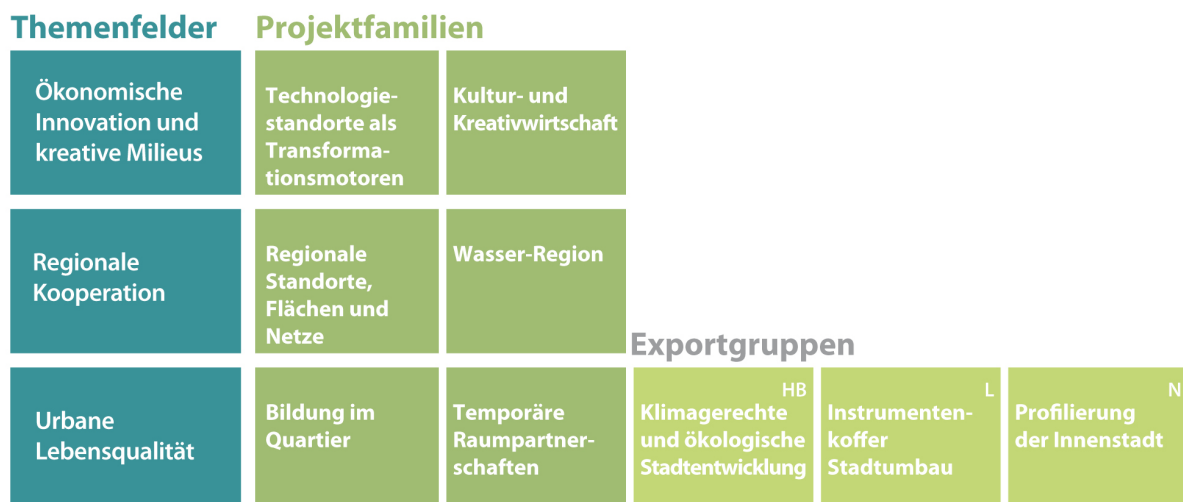 Themenfelder
Projektfamilien
Ökonomische
Innovation und
kreative Milieus
Technologie-
standorte als
Transforma-
tionsmotoren
Kultur- und
Kreativwirtschaft
Regionale
Kooperation
Regionale
Standorte,
Flächen und
Netze
Wasser-Region
Exportgruppen
Urbane
Lebensqualität
Bildung im
Quartier
Temporäre
Raumpartner-
schaften
HB
Klimagerechte
und ökologische
Stadtentwicklung
L
Instrumenten-
koffer
Stadtumbau
N
Profilierung
der Innenstadt